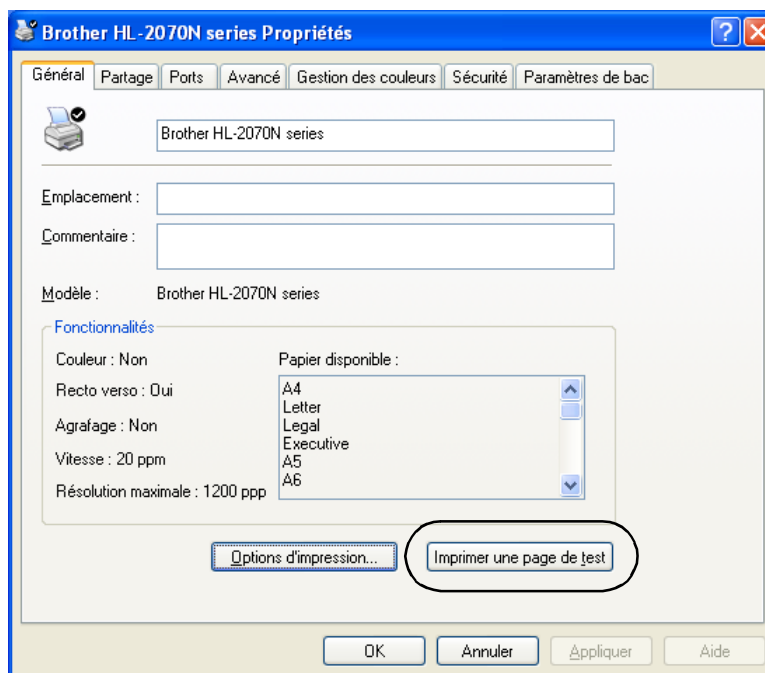 Brother HL-2070N series Propriétés
Général Partage Ports Avancé Gestion des couleurs Sécurité Paramètres de bac
Brother HL-2070N series
Emplacement :
Commentaire :
Modèle : Brother HL-2070N series
Fonctionnalités
Couleur : Non
Recto verso : Oui
Agrafage : Non
Vitesse : 20 ppm
Résolution maximale : 1200 ppp
Papier disponible :
A4
Letter
Legal
Executive
A5
A6
Options d'impression...
Imprimer une page de test
OK Annuler Appliquer Aide